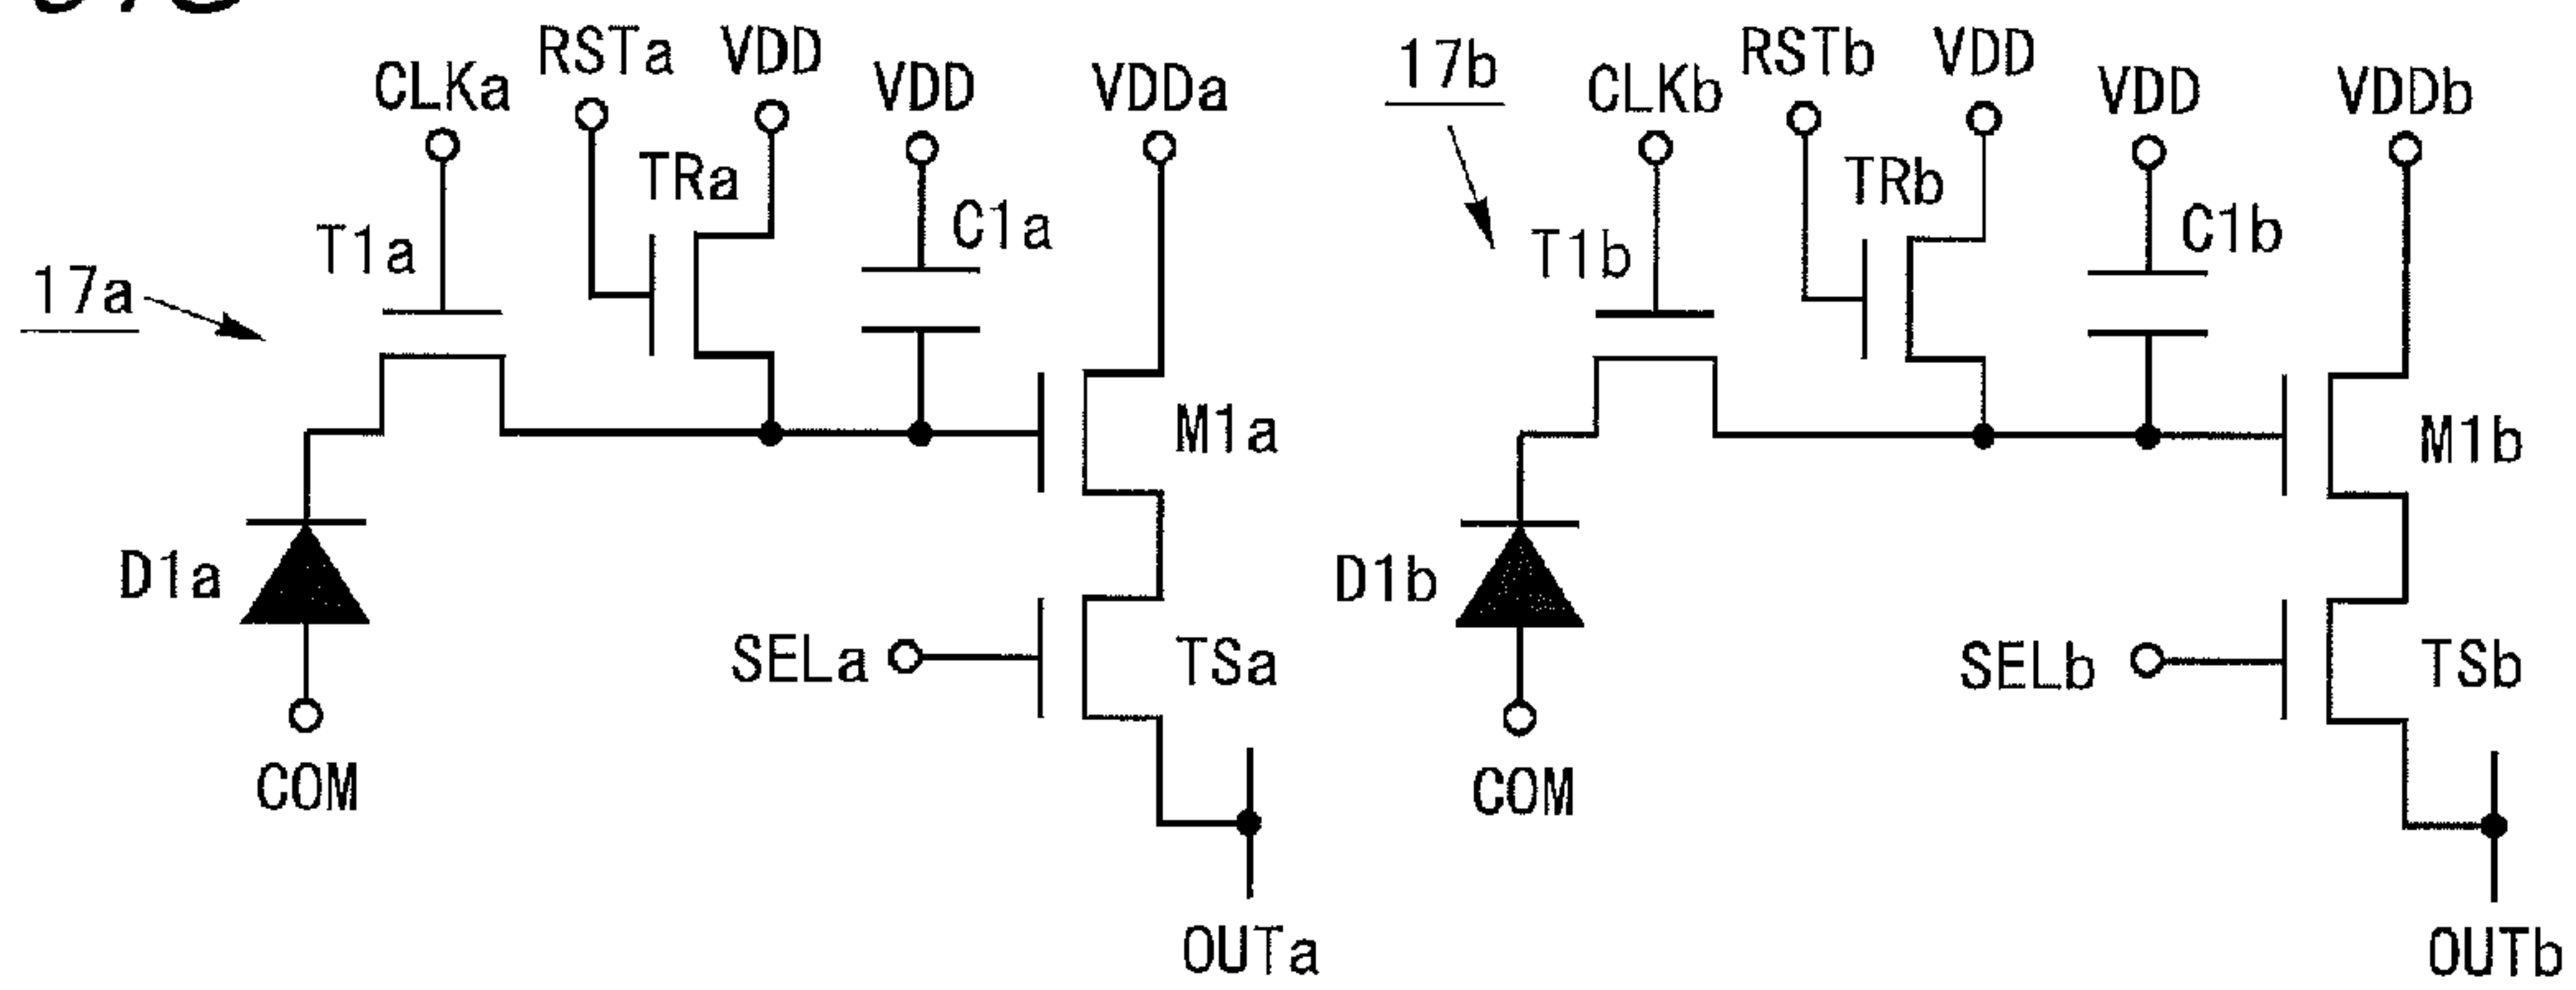 RSTa VDD
CLKa VDD VDDa
TRa
T1a C1a
17a
M1a
D1a
SELa TSa
COM
OUTa
17b RSTb VDD
CLKb VDD VDDb
TRb
T1b C1b
M1b
D1b
SELb TSb
COM
OUTb